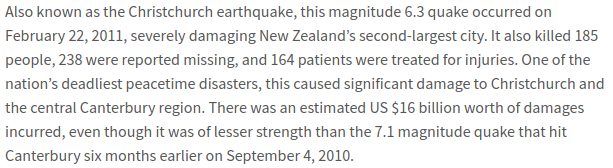 Also known as the Christchurch earthquake, this magnitude 6.3 quake occurred on
February 22, 2011, severely damaging New Zealand’s second-largest city. It also killed 185
people, 238 were reported missing, and 164 patients were treated for injuries. One of the
nation’s deadliest peacetime disasters, this caused significant damage to Christchurch and
the central Canterbury region. There was an estimated US $16 billion worth of damages
incurred, even though it was of lesser strength than the 7.1 magnitude quake that hit
Canterbury six months earlier on September 4, 2010.